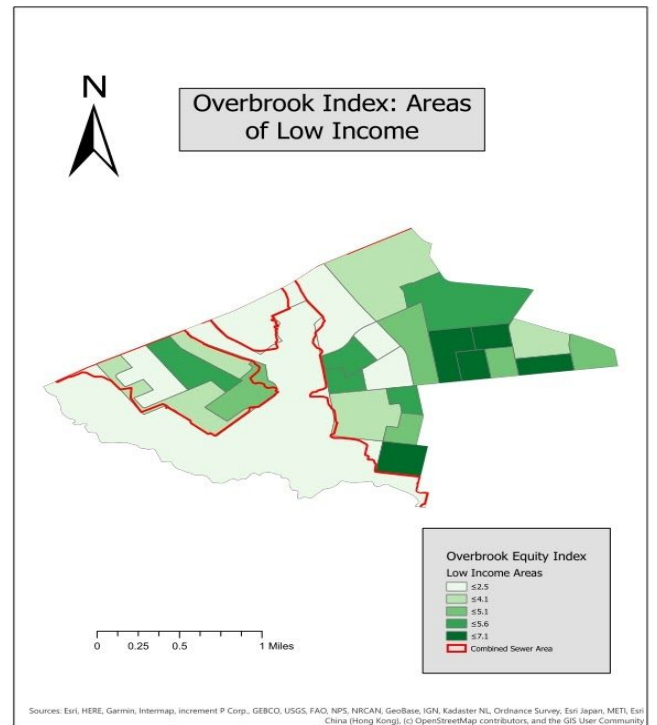 N
Overbrook Index: Areas
of Low Income
Overbrook Equity Index
Low Income Areas
≤2.5
≤4.1
≤5.1
≤5.6
≤7.1
Combined Sewer Area
0 0.25 0.5 1 Miles
Sources: Esri, HERE, Garmin, Intermap, increment P Corp., GEBCO, USGS, FAO, NPS, NRCAN, GeoBase, IGN, Kadaster NL, Ordnance Survey, Esri Japan, METI, Esri
China (Hong Kong), (c) OpenStreetMap contributors, and the GIS User Community